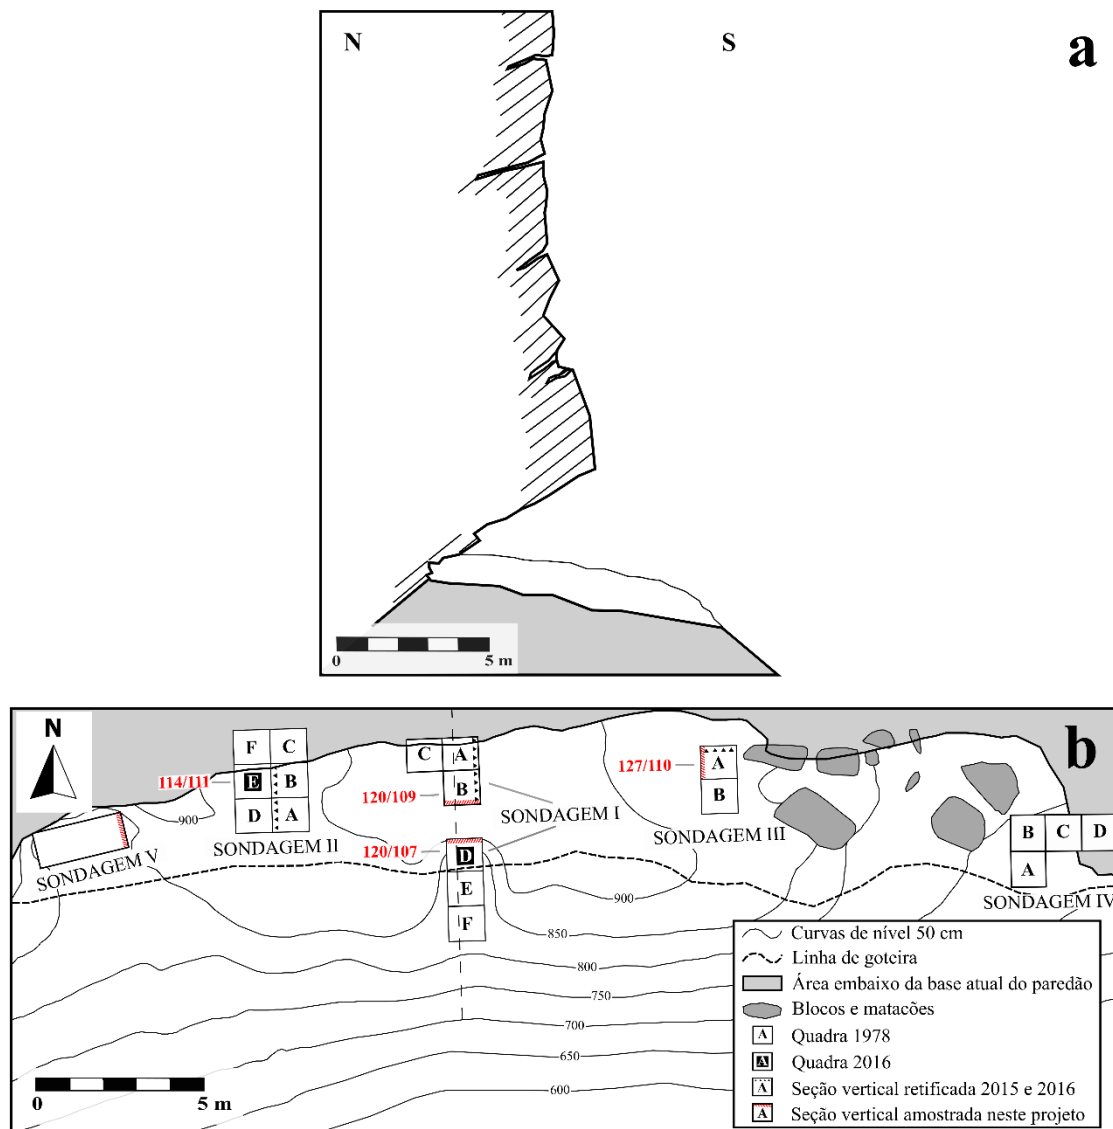 N
S
a
0
5 m
N
b
F
C
E
B
D
A
114/111
900
SONDAGEM II
SONDAGEM V
C
A
B
120/109
SONDAGEM I
120/107
D
E
F
127/110
A
B
SONDAGEM III
B
C
D
A
SONDAGEM IV
900
850
800
750
700
650
600
0
5 m
Curvas de nível 50 cm
Linha de goteira
Área embaixo da base atual do paredão
Blocos e matacões
A
Quadra 1978
A
Quadra 2016
A
Seção vertical retificada 2015 e 2016
A
Seção vertical amostrada neste projeto